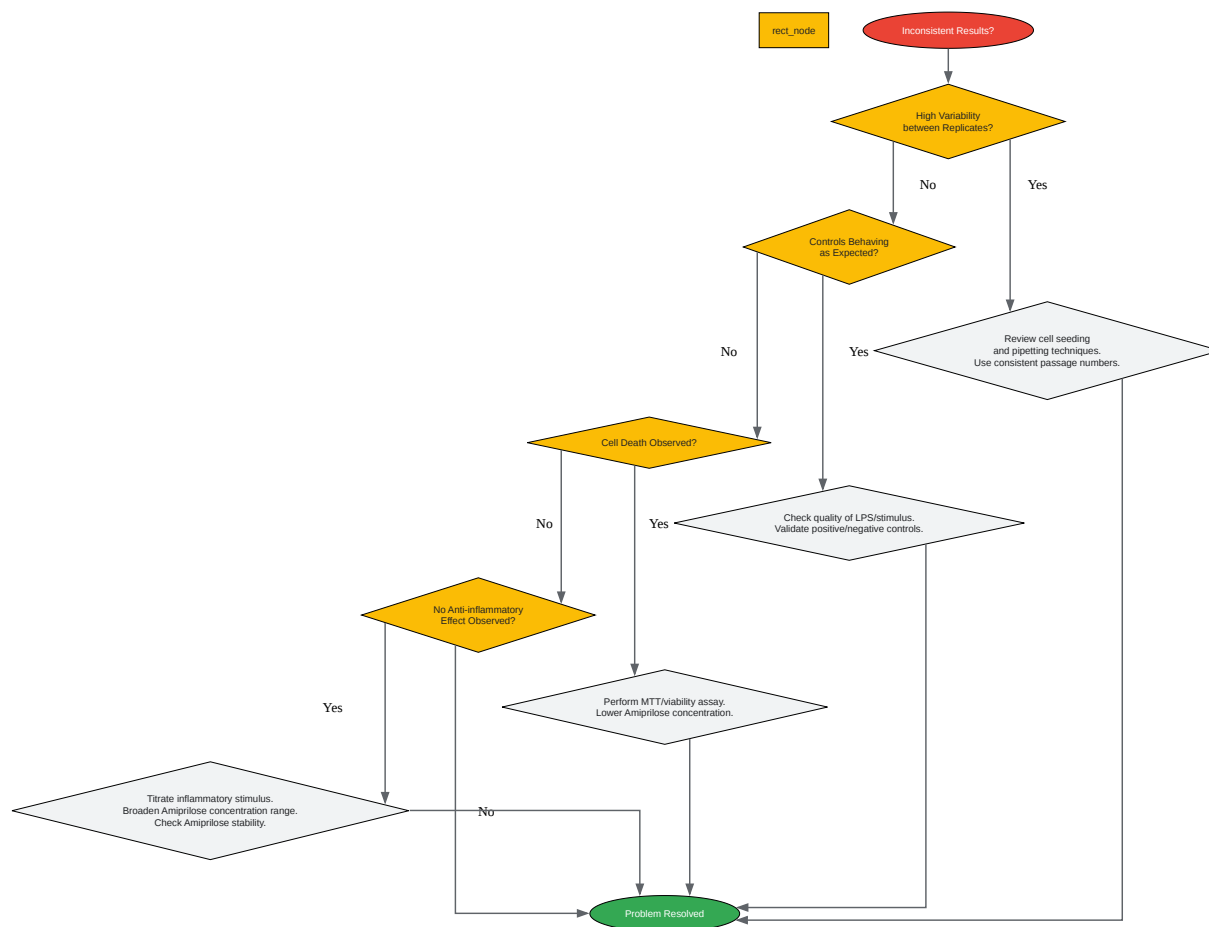 rect_node
Inconsistent Results?
High Variability
between Replicates?
No
Yes
Controls Behaving
as Expected?
Review cell seeding
and pipetting techniques.
Use consistent passage numbers.
No
Yes
Cell Death Observed?
Check quality of LPS/stimulus.
Validate positive/negative controls.
No
Yes
No Anti-inflammatory
Effect Observed?
Perform MTT/viability assay.
Lower Amiprilose concentration.
Yes
Titrate inflammatory stimulus.
Broaden Amiprilose concentration range.
Check Amiprilose stability.
No
Problem Resolved